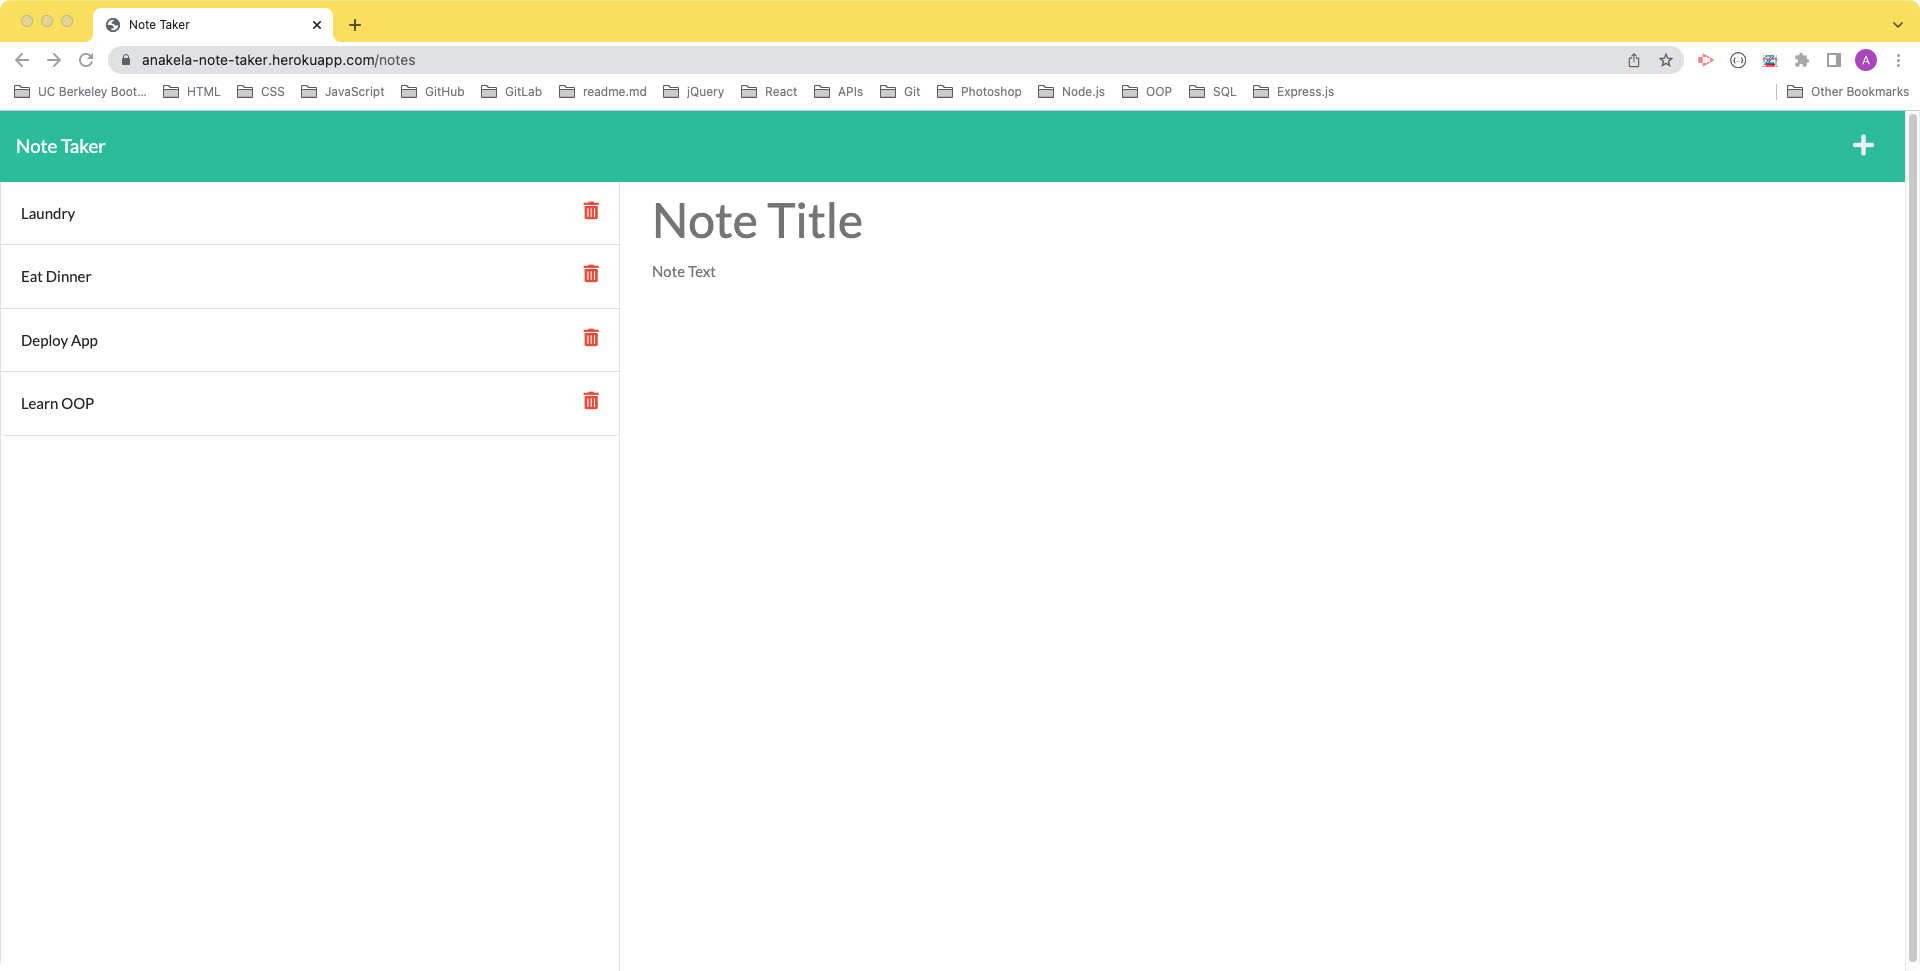 Note Taker
anakela-note-taker.herokuapp.com/notes
A
UC Berkeley Boot... HTML CSS JavaScript GitHub GitLab readme.md jQuery React APIs Git Photoshop Node.js OOP SQL Express.js Other Bookmarks
Note Taker
Laundry
Eat Dinner
Deploy App
Learn OOP
Note Title
Note Text